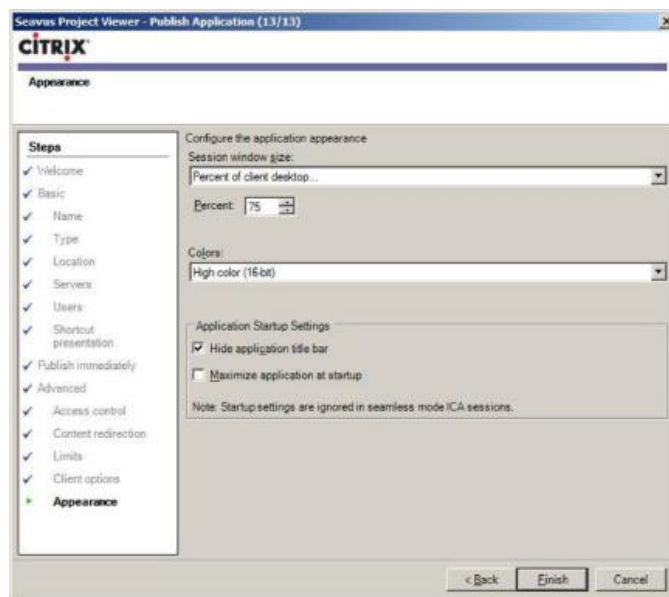 Seavus Project Viewer - Publish Application (13/13)
CITRIX
Appearance
Steps
Welcome
Basic
Name
Type
Location
Servers
Users
Shortcut
presentation
Publish immediately
Advanced
Access control
Content redirection
Limits
Client options
Appearance
Configure the application appearance
Session window size:
Percent of client desktop...
Percent: 75
Colors:
High color (16-bit)
Application Startup Settings
Hide application title bar
Maximize application at startup
Note: Startup settings are ignored in seamless mode ICA sessions.
< Back
Finish
Cancel